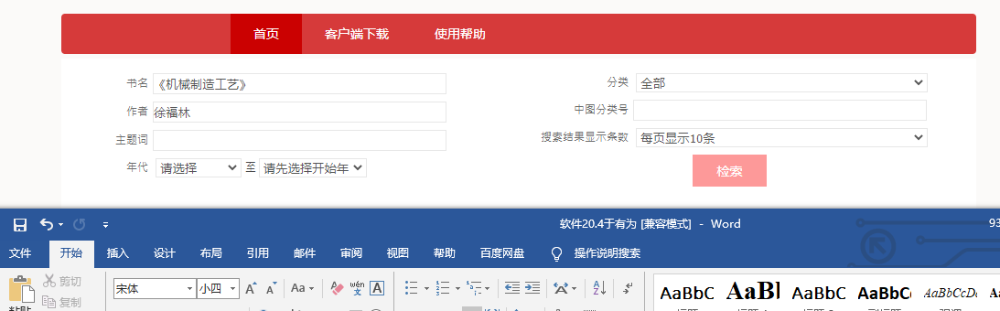 首页 客户端下载 使用帮助
书名 《机械制造工艺》 分类 全部
作者 徐福林 中图分类号
主题词 搜索结果显示条数 每页显示10条
年代 请选择 至 请先选择开始年 检索
软件20.4于有为 [兼容模式] - Word 93
文件 开始 插入 设计 布局 引用 邮件 审阅 视图 帮助 百度网盘 操作说明搜索
剪切 宋体 小四 A A Aa wén 文 A AaBbC AaBl AaBbC AaBbCc AaBbCcDc
复制